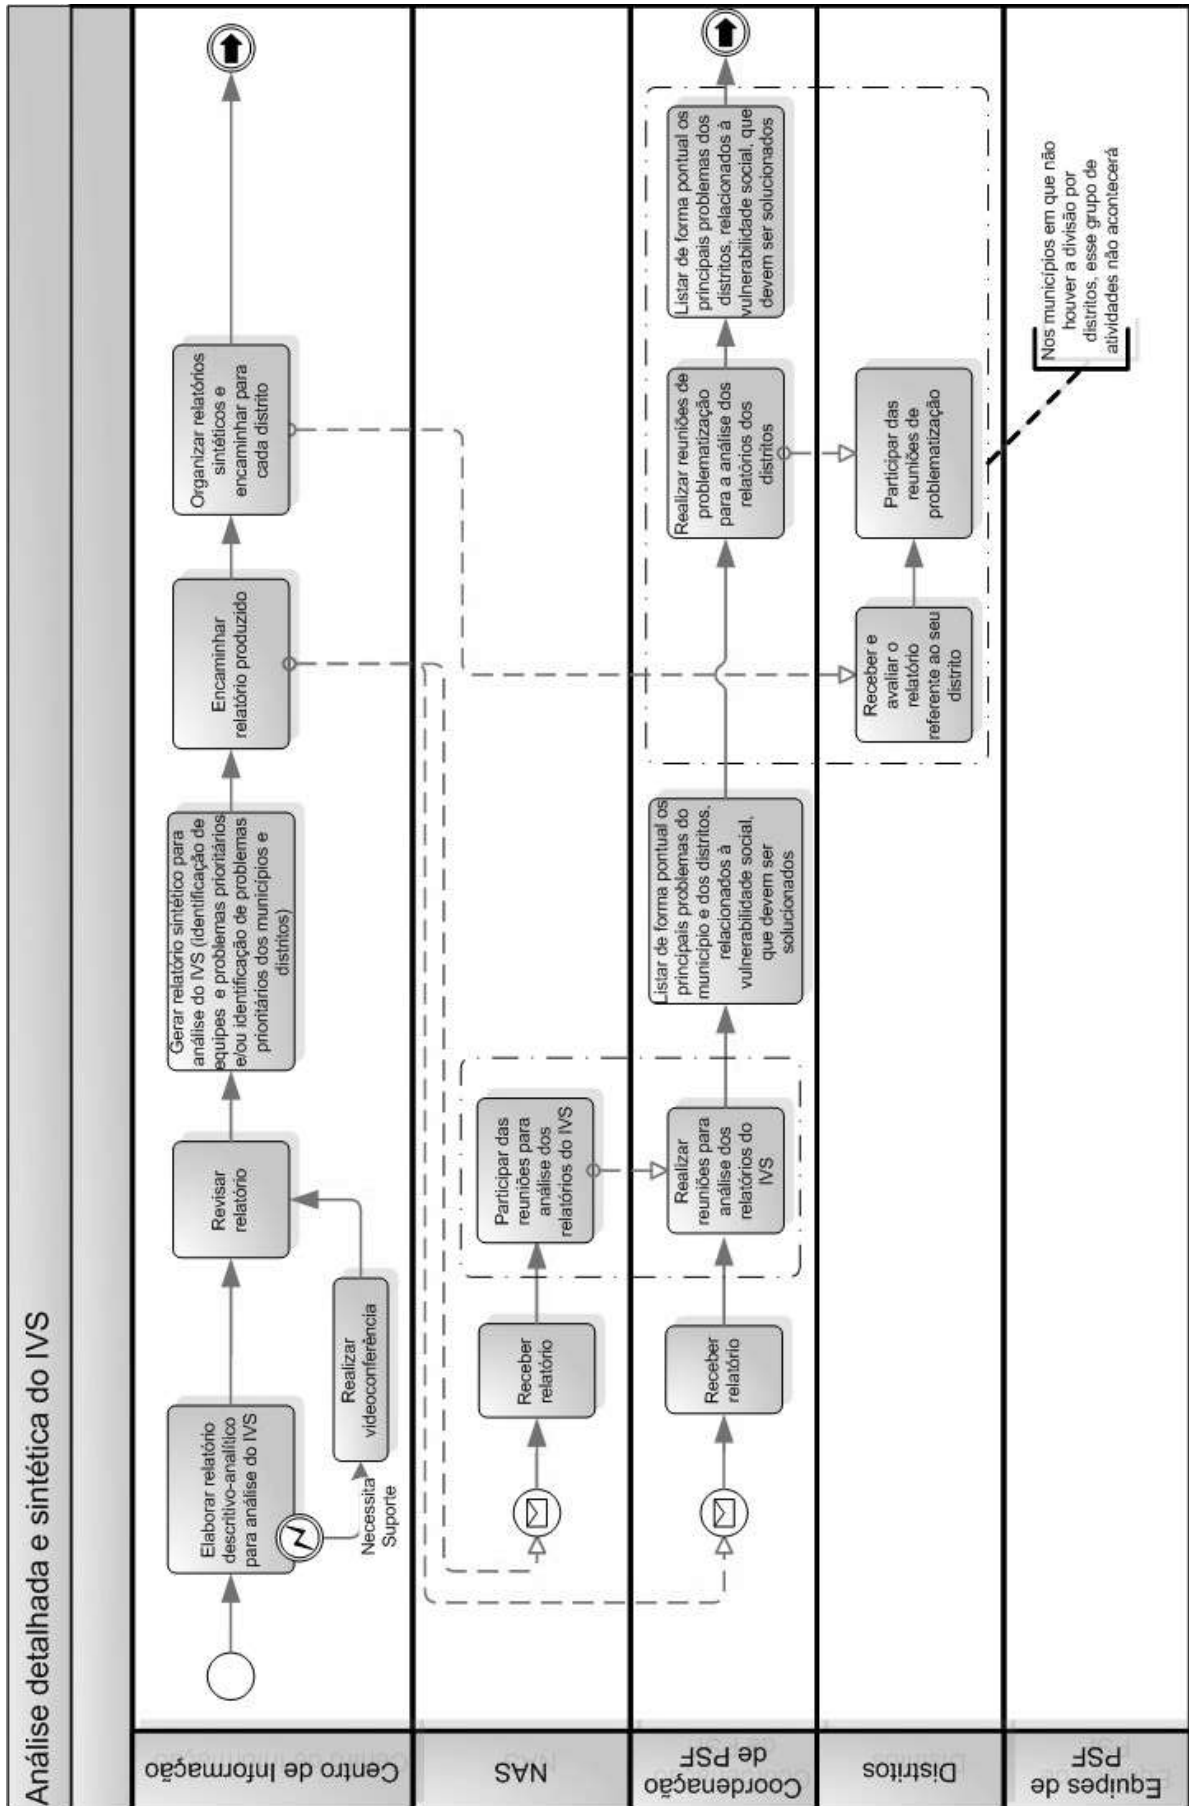 Análise detalhada e sintética do IVS
Centro de Informação
Elaborar relatório
descritivo-analítico
para análise do IVS
Necessita
Suporte
Realizar
videoconferência
Revisar
relatório
Gerar relatório sintético para
análise do IVS (identificação de
equipes e problemas prioritários
e/ou identificação de problemas
prioritários dos municípios e
distritos)
Encaminhar
relatório produzido
Organizar relatórios
sintéticos e
encaminhar para
cada distrito
NAS
Receber
relatório
Participar das
reuniões para
análise dos
relatórios do IVS
Coordenação
de PSF
Receber
relatório
Realizar
reuniões para
análise dos
relatórios do
IVS
Listar de forma pontual os
principais problemas do
município e dos distritos,
relacionados à
vulnerabilidade social,
que devem ser
solucionados
Realizar reuniões de
problematização
para a análise dos
relatórios dos
distritos
Listar de forma pontual os
principais problemas dos
distritos, relacionados à
vulnerabilidade social, que
devem ser solucionados
Distritos
Receber e
avaliar o
relatório
referente ao seu
distrito
Participar das
reuniões de
problematização
Equipes de
PSF
Nos municípios em que não
houver a divisão por
distritos, esse grupo de
atividades não acontecerá